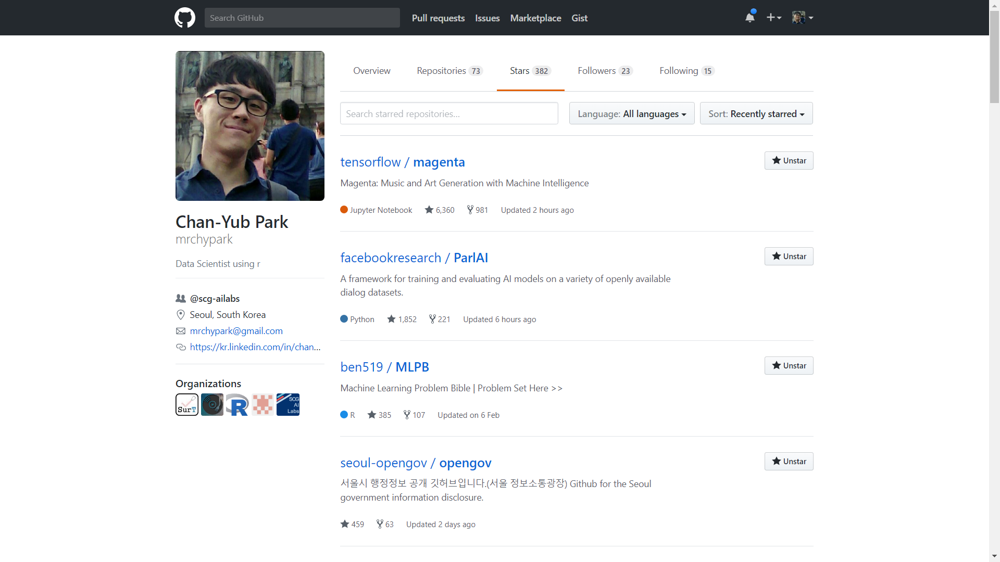 Search GitHub
Pull requests
Issues
Marketplace
Gist
Overview
Repositories 73
Stars 382
Followers 23
Following 15
Search starred repositories...
Language: All languages
Sort: Recently starred
tensorflow / magenta
Unstar
Magenta: Music and Art Generation with Machine Intelligence
Jupyter Notebook 6,360 981 Updated 2 hours ago
Chan-Yub Park
mrchypark
Data Scientist using r
@scg-ailabs
Seoul, South Korea
mrchypark@gmail.com
https://kr.linkedin.com/in/chan...
Organizations
SurT
R
SCG
AI
Labs
facebookresearch / ParlAI
Unstar
A framework for training and evaluating AI models on a variety of openly available
dialog datasets.
Python 1,852 221 Updated 6 hours ago
ben519 / MLPB
Unstar
Machine Learning Problem Bible | Problem Set Here >>
R 385 107 Updated on 6 Feb
seoul-opengov / opengov
Unstar
서울시 행정정보 공개 깃허브입니다.(서울 정보소통광장) Github for the Seoul
government information disclosure.
459 63 Updated 2 days ago